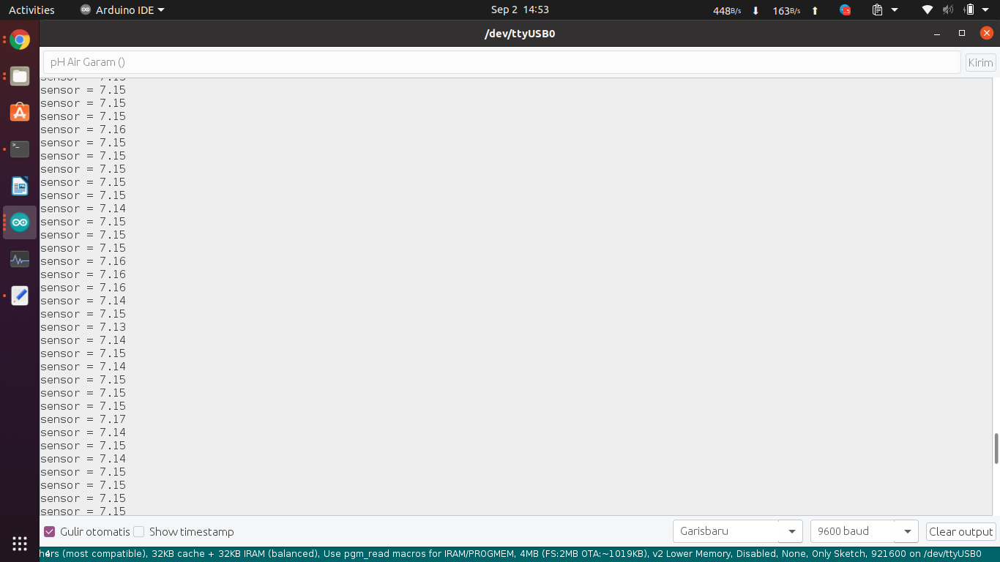 Activities
Arduino IDE
Sep 2 14:53
448B/s
163B/s
/dev/ttyUSB0
pH Air Garam ()
Kirim
sensor = 7.15
sensor = 7.15
sensor = 7.15
sensor = 7.15
sensor = 7.16
sensor = 7.15
sensor = 7.15
sensor = 7.15
sensor = 7.15
sensor = 7.15
sensor = 7.14
sensor = 7.15
sensor = 7.15
sensor = 7.15
sensor = 7.16
sensor = 7.16
sensor = 7.16
sensor = 7.14
sensor = 7.15
sensor = 7.13
sensor = 7.14
sensor = 7.15
sensor = 7.14
sensor = 7.15
sensor = 7.15
sensor = 7.15
sensor = 7.17
sensor = 7.14
sensor = 7.15
sensor = 7.14
sensor = 7.15
sensor = 7.15
sensor = 7.15
sensor = 7.15
Gulir otomatis
Show timestamp
Garisbaru
9600 baud
Clear output
(most compatible), 32KB cache + 32KB IRAM (balanced), Use pgm_read macros for IRAM/PROGMEM, 4MB (FS:2MB OTA:~1019KB), v2 Lower Memory, Disabled, None, Only Sketch, 921600 on /dev/ttyUSB0